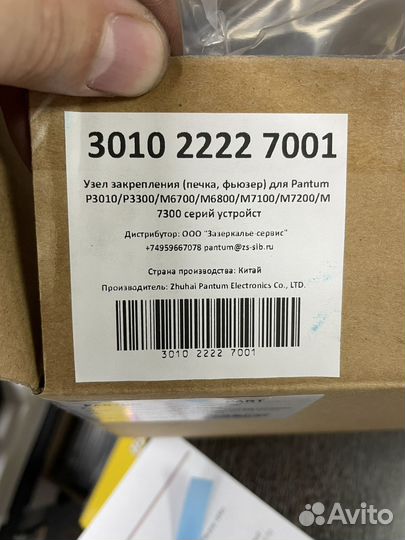 3010 2222 7001
Узел закрепления (печка, фьюзер) для Pantum
P3010/P3300/M6700/M6800/M7100/M7200/M
7300 серий устройст
Дистрибутор: ООО "Зазеркалье сервис"
+74959667078 pantum@zs-sib.ru
Страна производства: Китай
Производитель: Zhuhai Pantum Electronics Co., LTD.
3010 2222 7001
Avito